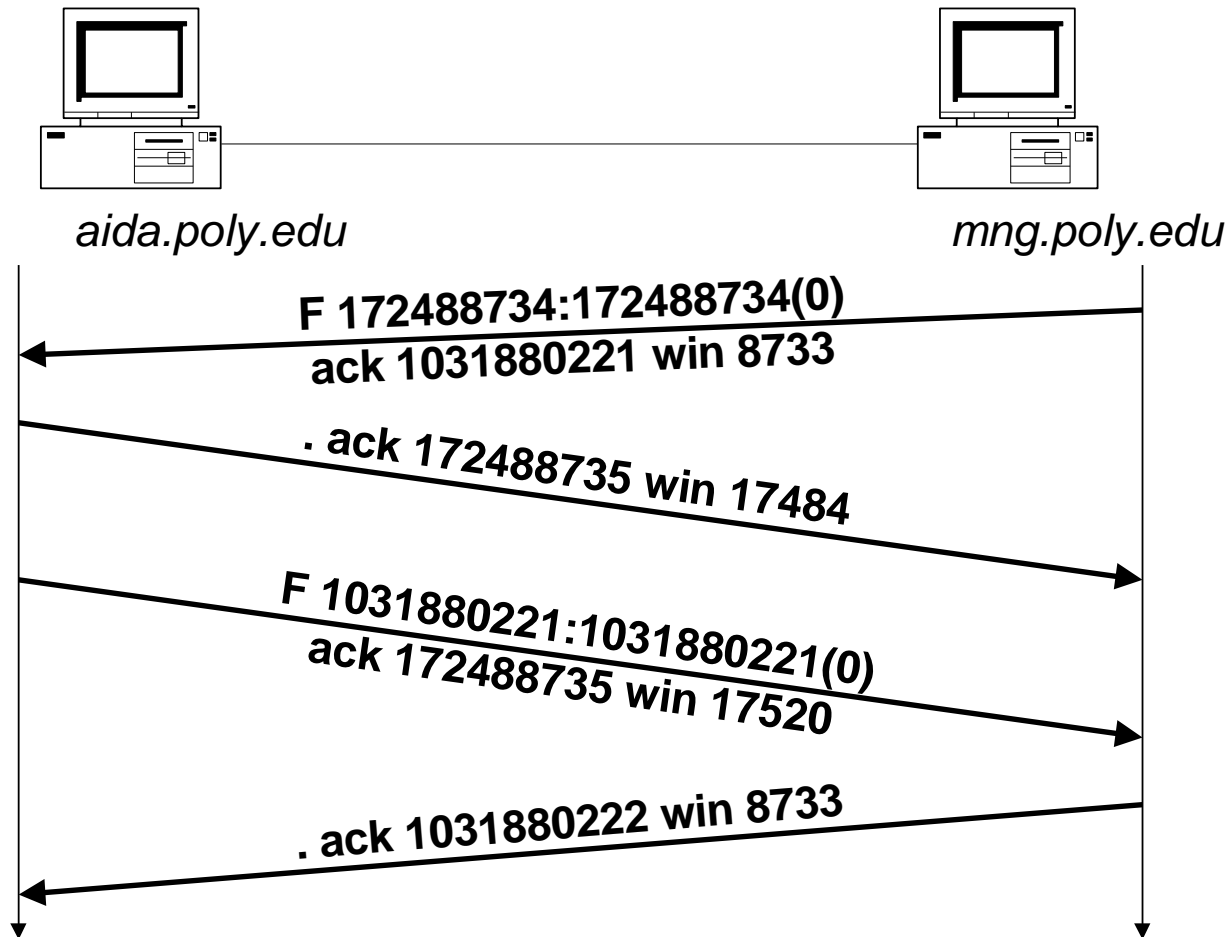 aida.poly.edu
mng.poly.edu
F 172488734:172488734(0)
ack 1031880221 win 8733
. ack 172488735 win 17484
F 1031880221:1031880221(0)
ack 172488735 win 17520
. ack 1031880222 win 8733